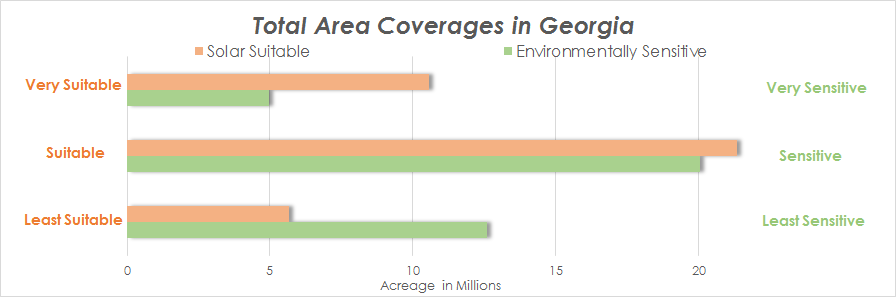 Total Area Coverages in Georgia
Solar Suitable Environmentally Sensitive
Very Suitable Very Sensitive
Suitable Sensitive
Least Suitable Least Sensitive
0 5 10 15 20
Acreage in Millions